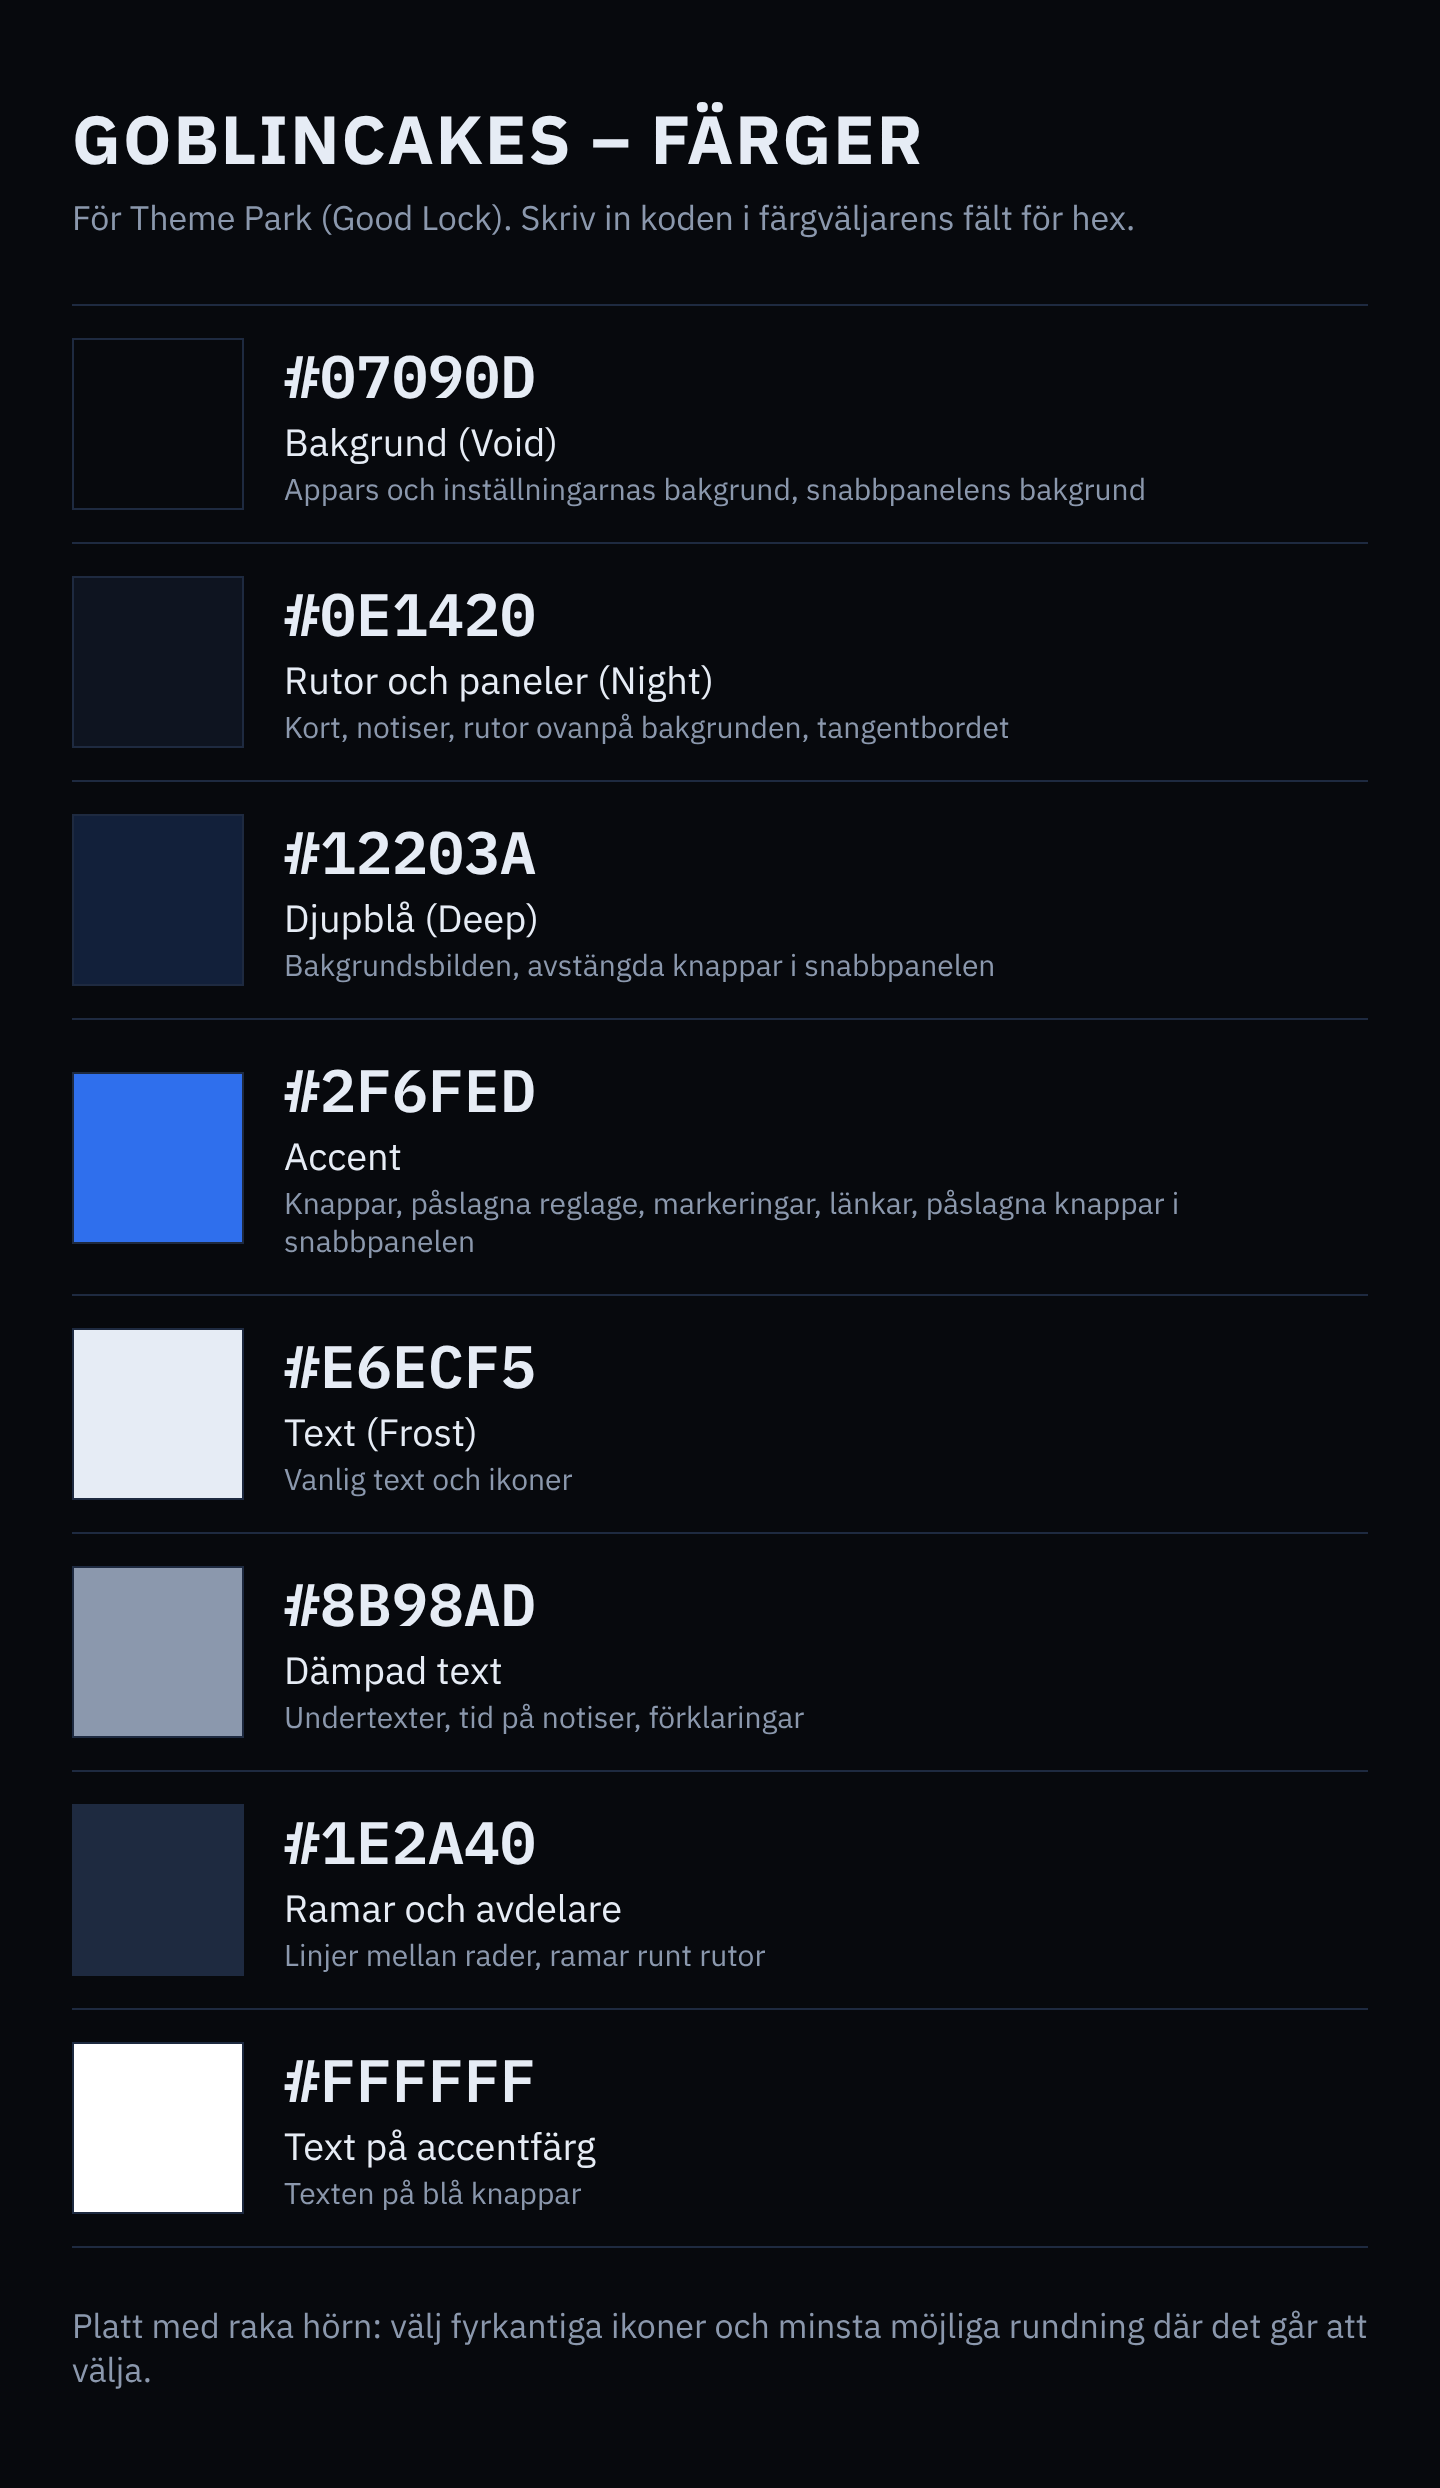 GOBLINCAKES – FÄRGER
För Theme Park (Good Lock). Skriv in koden i färgväljarens fält för hex.
#07090D
Bakgrund (Void)
Appars och inställningarnas bakgrund, snabbpanelens bakgrund
#0E1420
Rutor och paneler (Night)
Kort, notiser, rutor ovanpå bakgrunden, tangentbordet
#12203A
Djupblå (Deep)
Bakgrundsbilden, avstängda knappar i snabbpanelen
#2F6FED
Accent
Knappar, påslagna reglage, markeringar, länkar, påslagna knappar i
snabbpanelen
#E6ECF5
Text (Frost)
Vanlig text och ikoner
#8B98AD
Dämpad text
Undertexter, tid på notiser, förklaringar
#1E2A40
Ramar och avdelare
Linjer mellan rader, ramar runt rutor
#FFFFFF
Text på accentfärg
Texten på blå knappar
Platt med raka hörn: välj fyrkantiga ikoner och minsta möjliga rundning där det går att
välja.